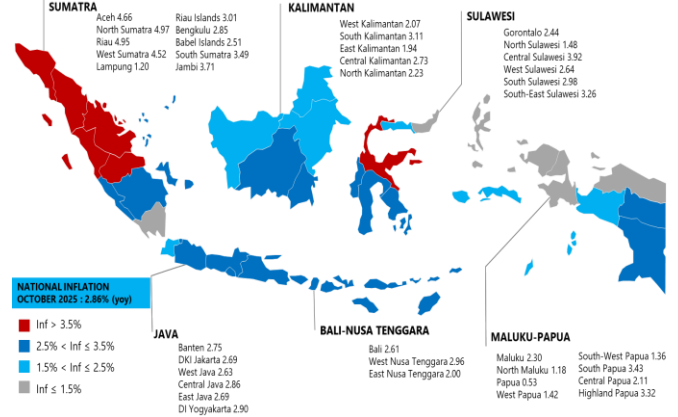 SUMATRA
Aceh 4.66
North Sumatra 4.97
Riau 4.95
West Sumatra 4.52
Lampung 1.20
Riau Islands 3.01
Bengkulu 2.85
Babel Islands 2.51
South Sumatra 3.49
Jambi 3.71
KALIMANTAN
West Kalimantan 2.07
South Kalimantan 3.11
East Kalimantan 1.94
Central Kalimantan 2.73
North Kalimantan 2.23
SULAWESI
Gorontalo 2.44
North Sulawesi 1.48
Central Sulawesi 3.92
West Sulawesi 2.64
South Sulawesi 2.98
South-East Sulawesi 3.26
NATIONAL INFLATION
OCTOBER 2025 : 2.86% (yoy)
Inf > 3.5%
2.5% < Inf ≤ 3.5%
1.5% < Inf ≤ 2.5%
Inf ≤ 1.5%
JAVA
Banten 2.75
DKI Jakarta 2.69
West Java 2.63
Central Java 2.86
East Java 2.69
DI Yogyakarta 2.90
BALI-NUSA TENGGARA
Bali 2.61
West Nusa Tenggara 2.96
East Nusa Tenggara 2.00
MALUKU-PAPUA
Maluku 2.30
North Maluku 1.18
Papua 0.53
West Papua 1.42
South-West Papua 1.36
South Papua 3.43
Central Papua 2.11
Highland Papua 3.32